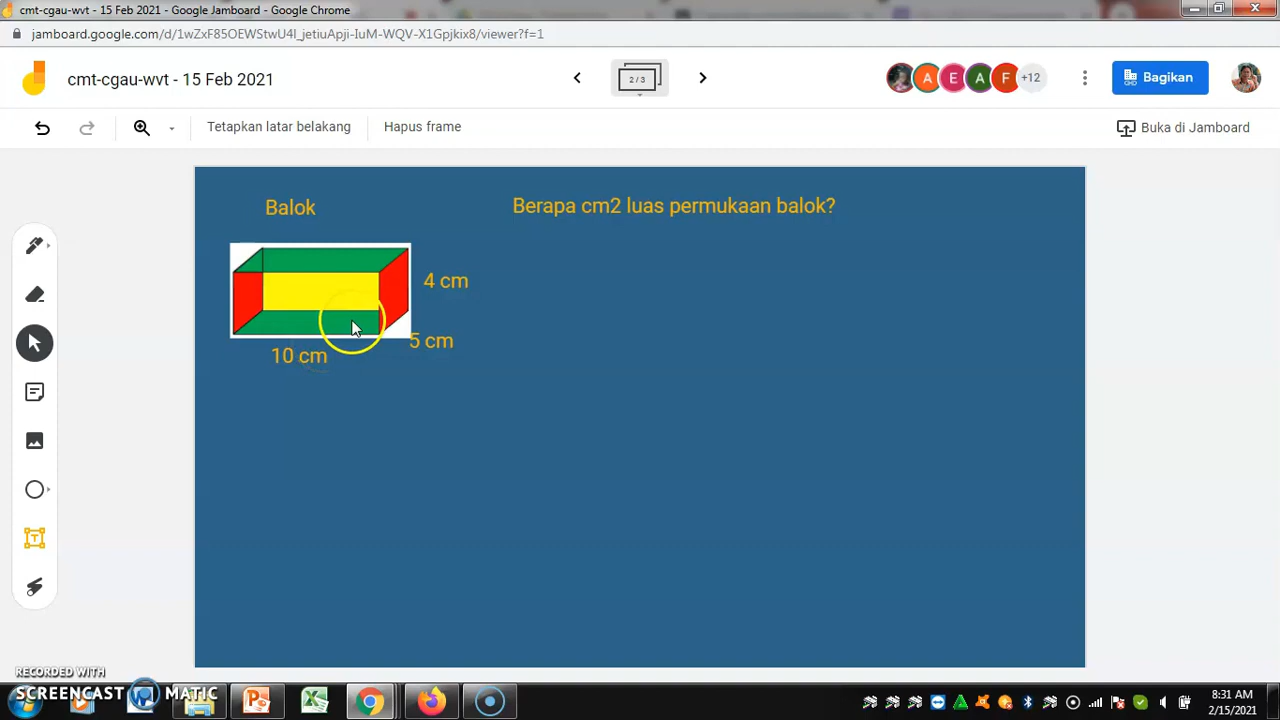 cmt-cgau-wvt - 15 Feb 2021 - Google Jamboard - Google Chrome
jamboard.google.com/d/1wZxF85OEWStwU4l_jetiuApji-IuM-WQV-X1Gpjkix8/viewer?f=1
cmt-cgau-wvt - 15 Feb 2021
2 / 3
A E A F +12
Bagikan
Tetapkan latar belakang
Hapus frame
Buka di Jamboard
Balok
Berapa cm2 luas permukaan balok?
4 cm
5 cm
10 cm
RECORDED WITH
SCREENCAST MATIC
8:31 AM
2/15/2021